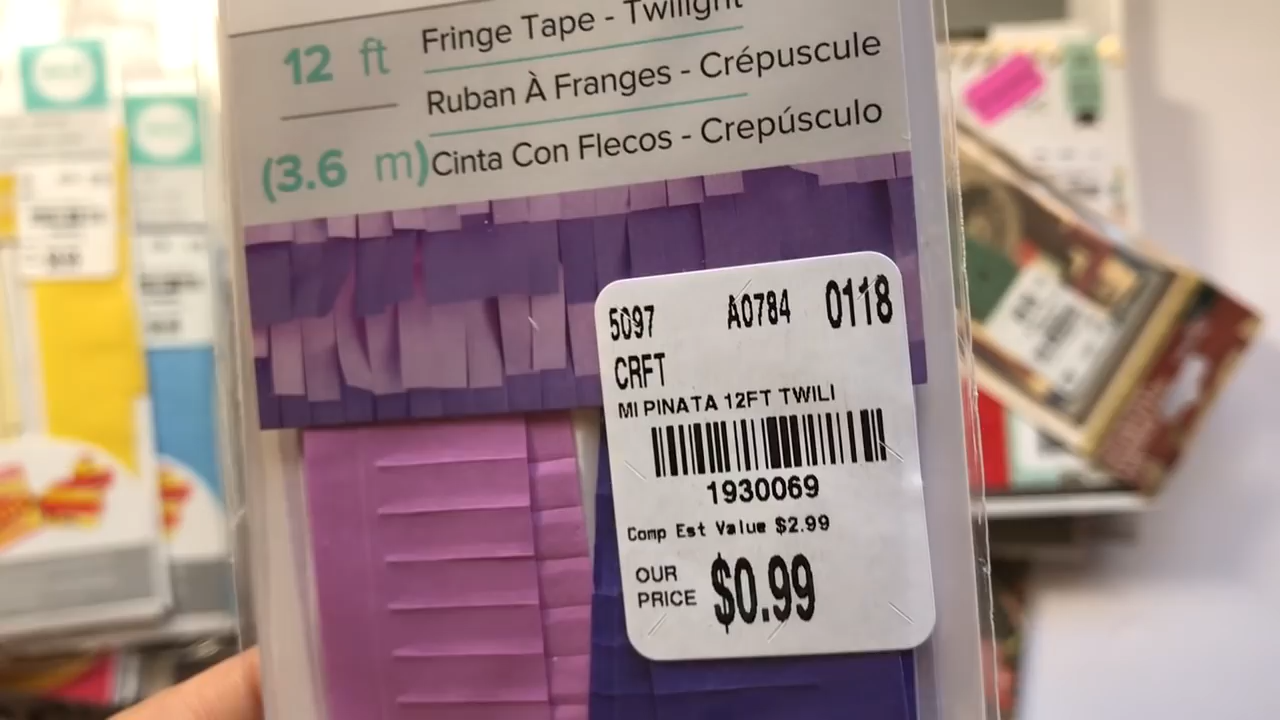 12 ft
(3.6 m)
Fringe Tape - Twilight
Ruban À Franges - Crépuscule
Cinta Con Flecos - Crepúsculo
5097 A0784 0118
CRFT
MI PINATA 12FT TWILI
1930069
Comp Est Value $2.99
OUR PRICE $0.99